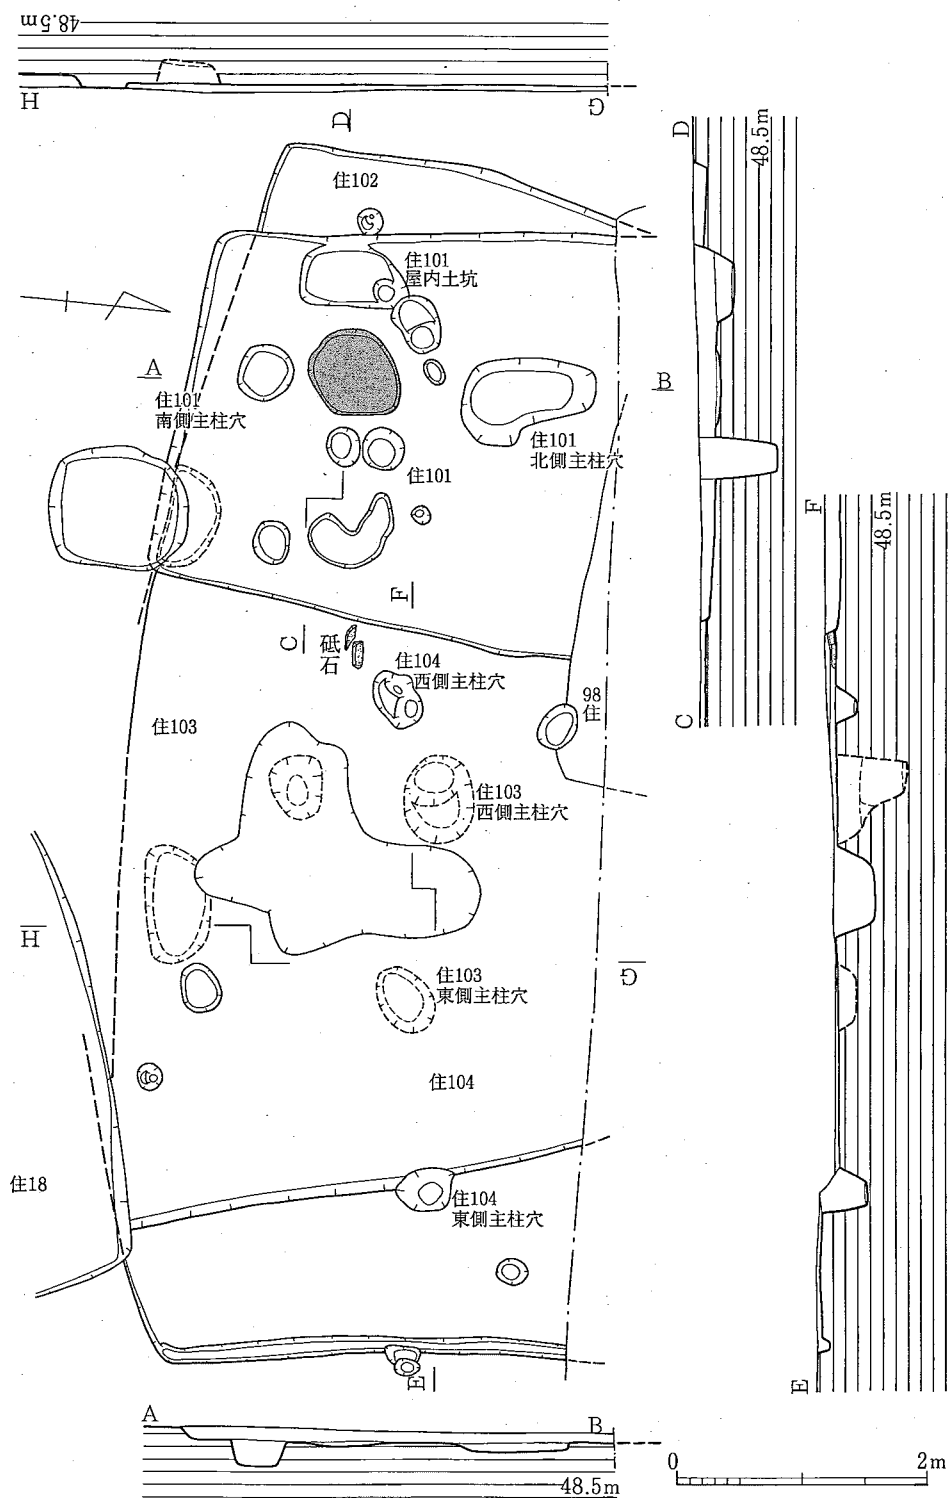 48.5m
H
G
D
D
48.5m
住102
住101
屋内土坑
A
B
住101
南側主柱穴
住101
北側主柱穴
住101
F
48.5m
F
C
砥石
住104
西側主柱穴
98
住
C
住103
住103
西側主柱穴
H
G
住103
東側主柱穴
住104
住18
住104
東側主柱穴
E
E
A
B
48.5m
0
2m